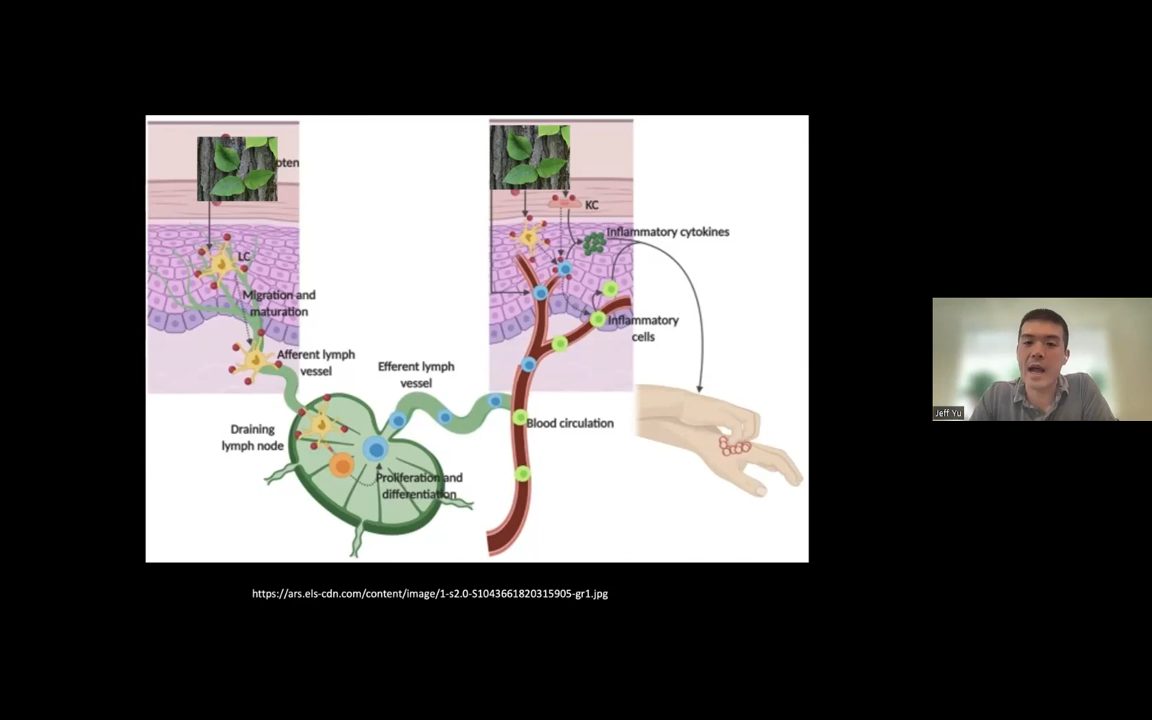 LC
Migration and
maturation
Afferent lymph
vessel
Draining
lymph node
Efferent lymph
vessel
Proliferation and
differentiation
KC
Inflammatory cytokines
Inflammatory
cells
Blood circulation
Jeff Yu
https://ars.els-cdn.com/content/image/1-s2.0-S1043661820315905-gr1.jpg